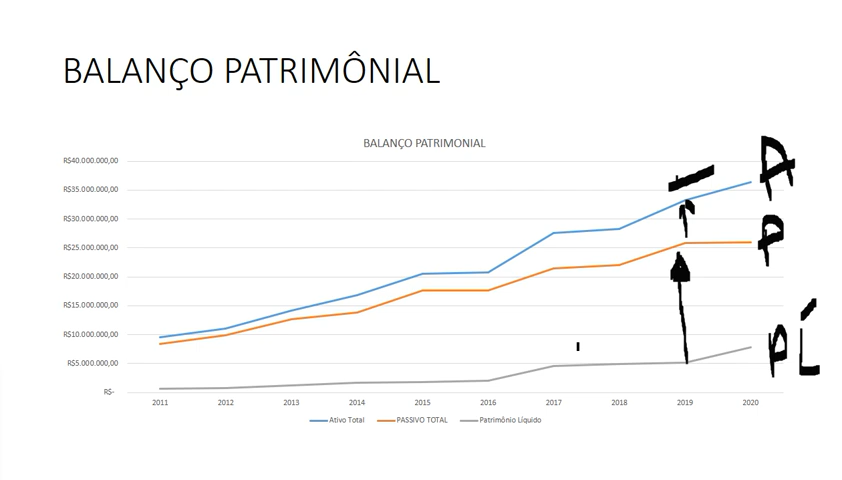 BALANÇO PATRIMÔNIAL
BALANÇO PATRIMONIAL
R$40.000.000,00
R$35.000.000,00
R$30.000.000,00
R$25.000.000,00
R$20.000.000,00
R$15.000.000,00
R$10.000.000,00
R$5.000.000,00
R$-
2011 2012 2013 2014 2015 2016 2017 2018 2019 2020
Ativo Total PASSIVO TOTAL Patrimônio Líquido
A
P
PL